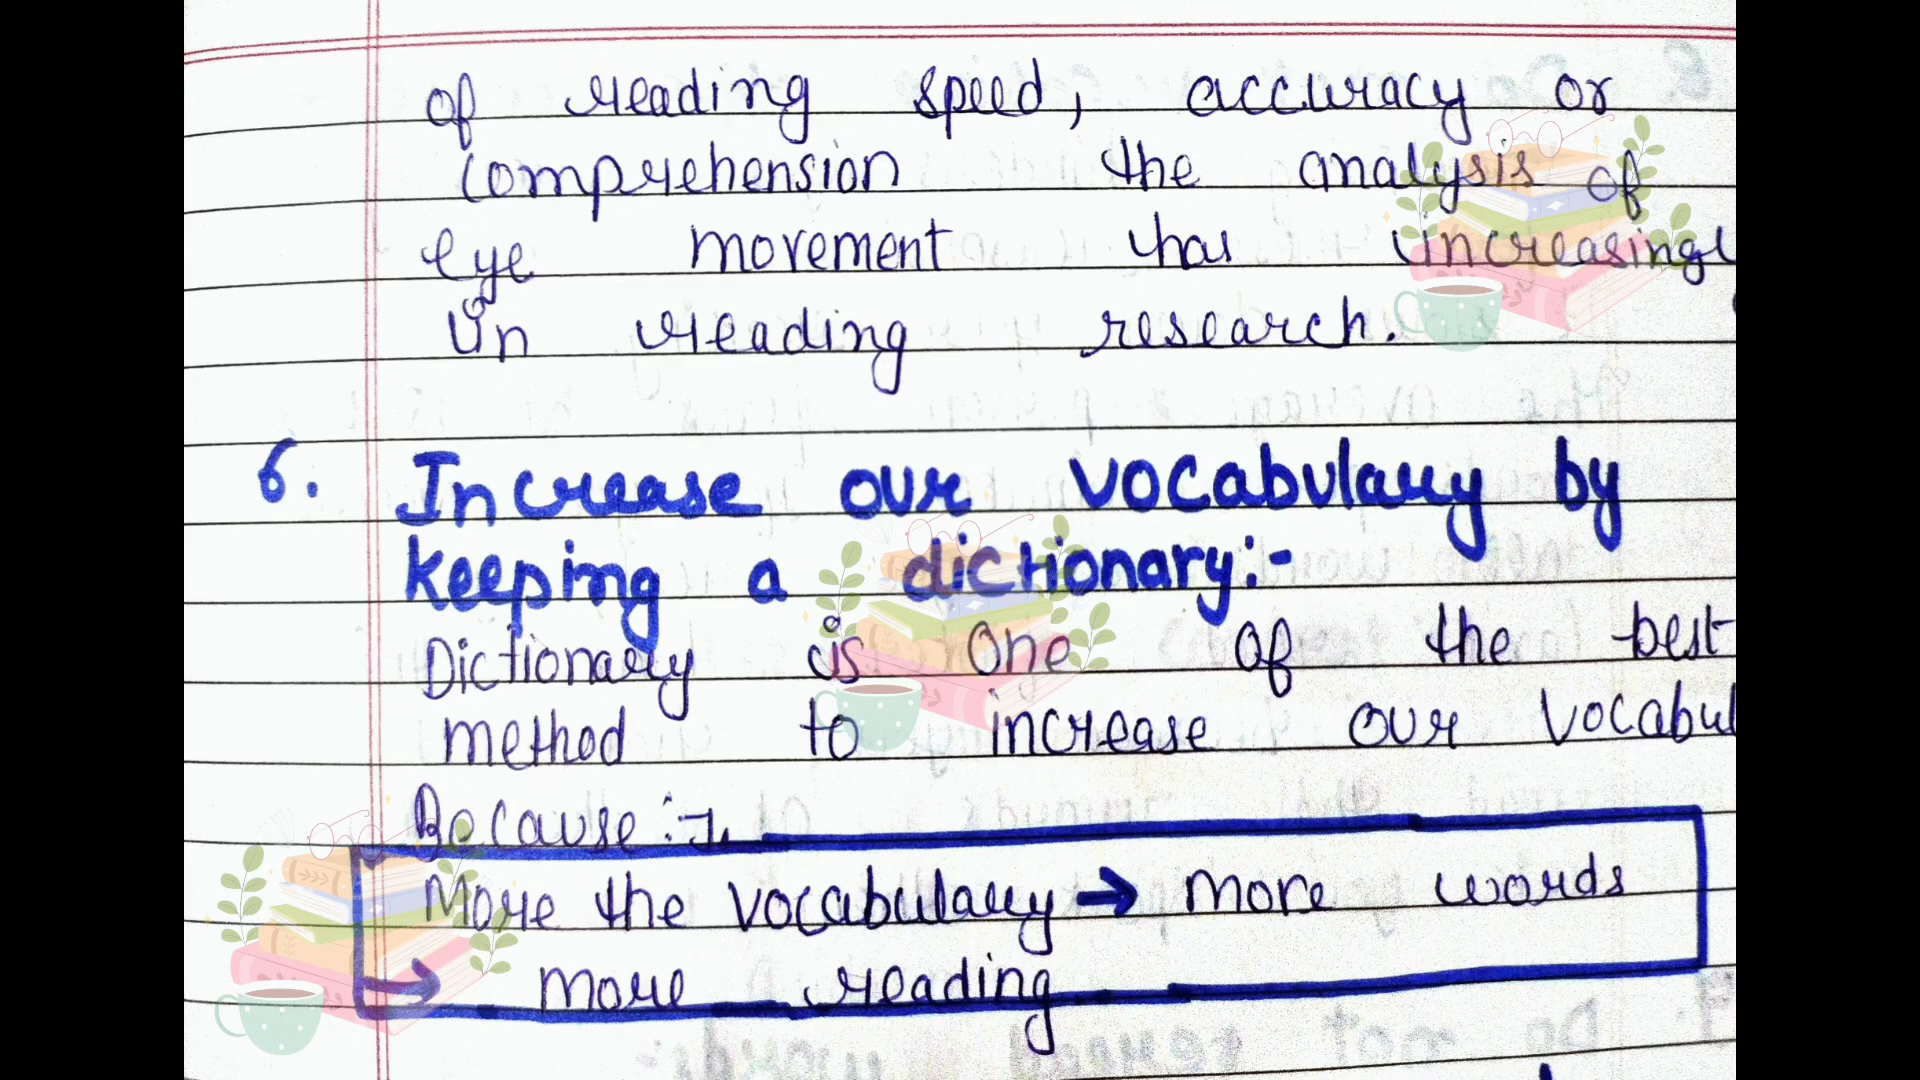 of reading speed, accuracy or
comprehension the analysis of
eye movement has increasingl
in reading research.
6. Increase our vocabulary by
keeping a dictionary:-
Dictionary is one of the best
method to increase our vocabul
Because :-
More the vocabulary → more words
→ more reading